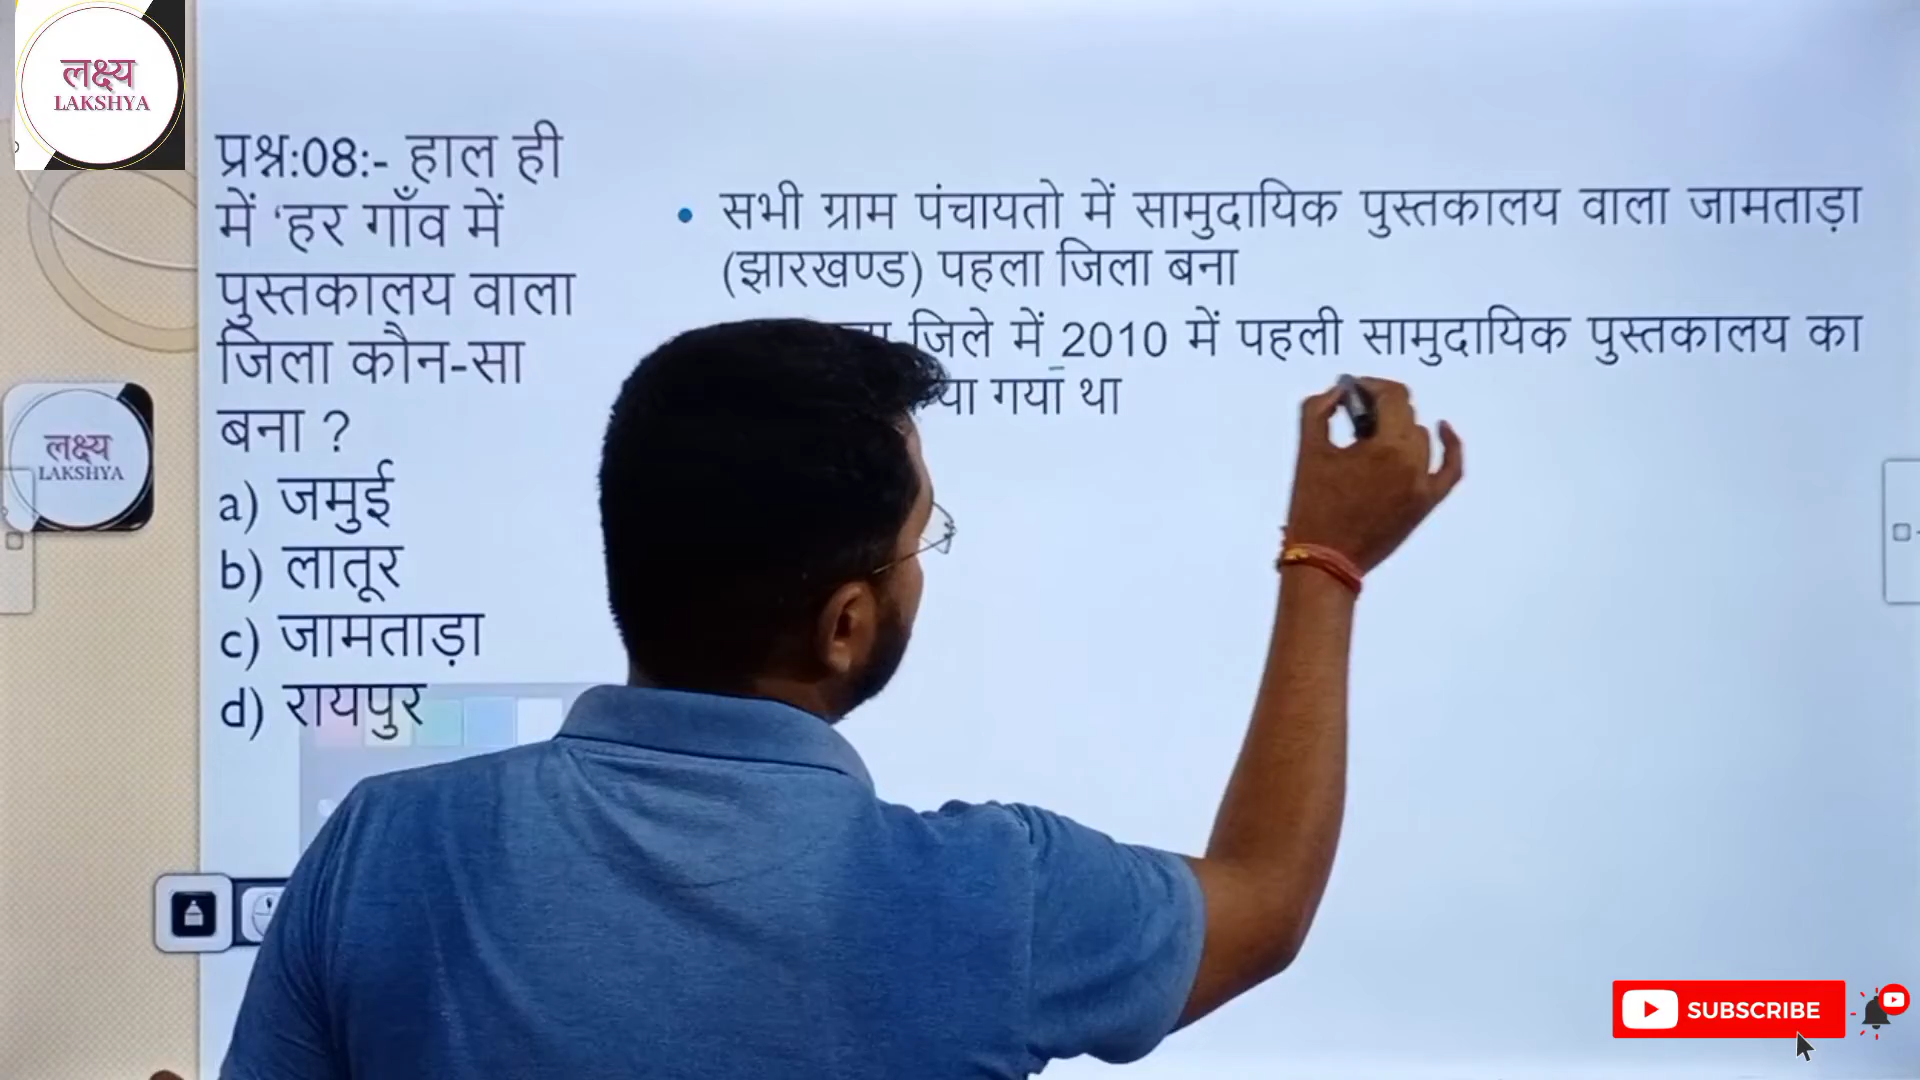 लक्ष्य
LAKSHYA
प्रश्न:08:- हाल ही
में ‘हर गाँव में
पुस्तकालय वाला
जिला कौन-सा
बना ?
a) जमुई
b) लातूर
c) जामताड़ा
d) रायपुर
• सभी ग्राम पंचायतो में सामुदायिक पुस्तकालय वाला जामताड़ा
(झारखण्ड) पहला जिला बना
जिले में 2010 में पहली सामुदायिक पुस्तकालय का
गया था
लक्ष्य
LAKSHYA
SUBSCRIBE